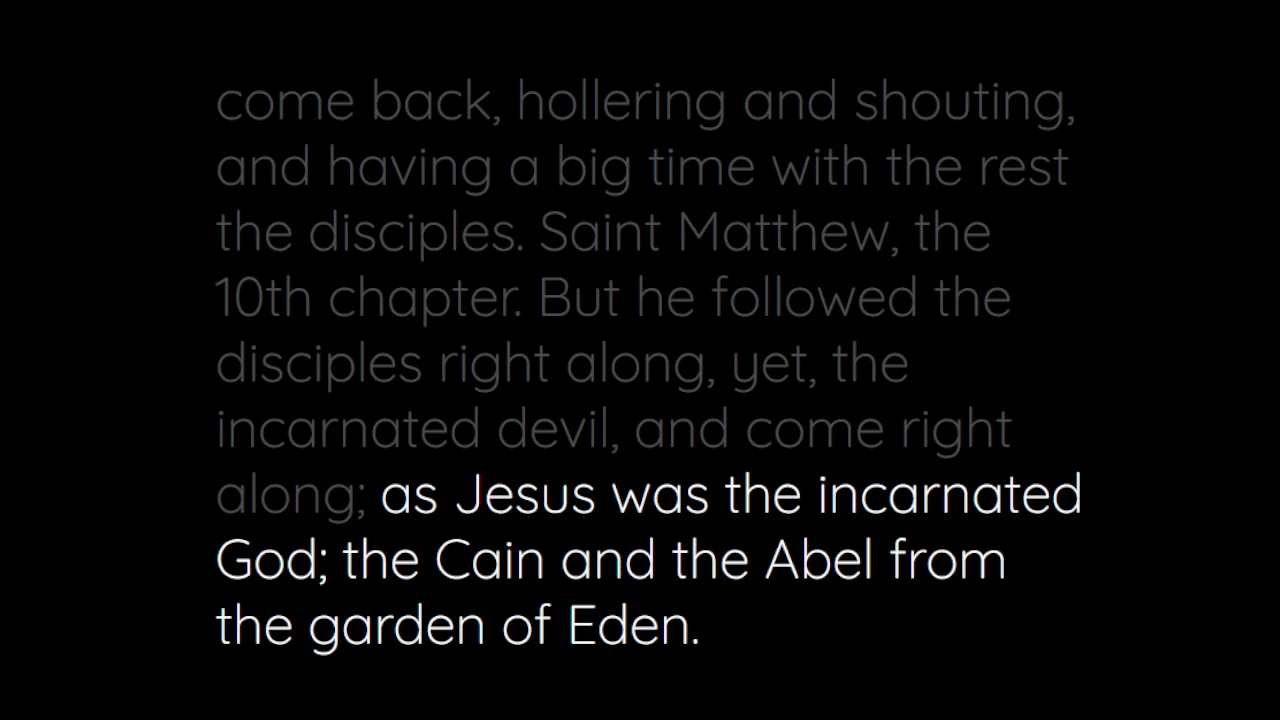 come back, hollering and shouting,
and having a big time with the rest
the disciples. Saint Matthew, the
10th chapter. But he followed the
disciples right along, yet, the
incarnated devil, and come right
along; as Jesus was the incarnated
God; the Cain and the Abel from
the garden of Eden.